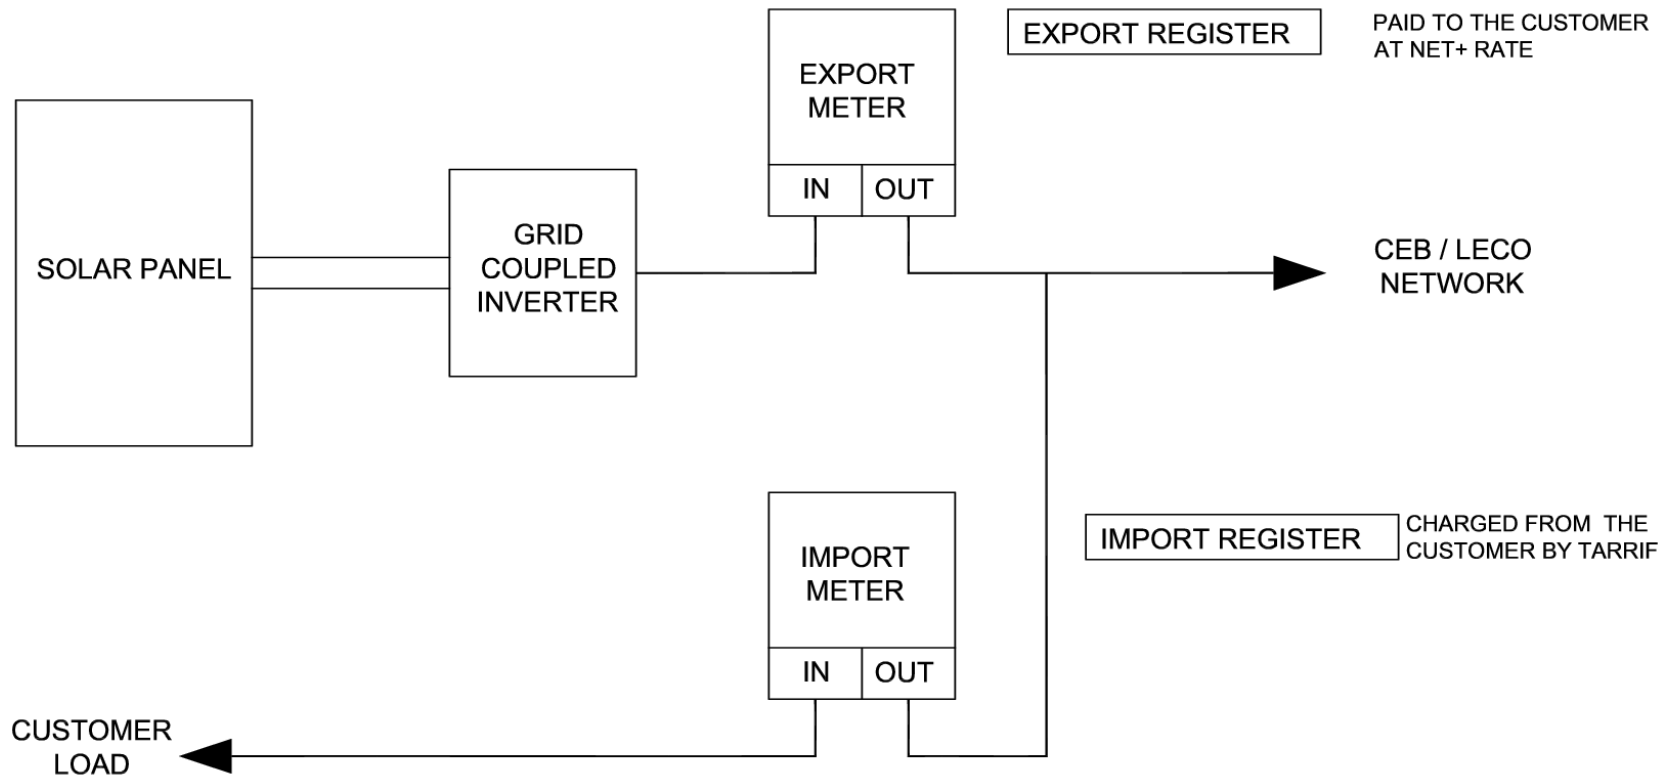 EXPORT REGISTER
PAID TO THE CUSTOMER
AT NET+ RATE
EXPORT
METER
IN
OUT
SOLAR PANEL
GRID
COUPLED
INVERTER
CEB / LECO
NETWORK
IMPORT
METER
IN
OUT
IMPORT REGISTER
CHARGED FROM THE
CUSTOMER BY TARRIF
CUSTOMER
LOAD